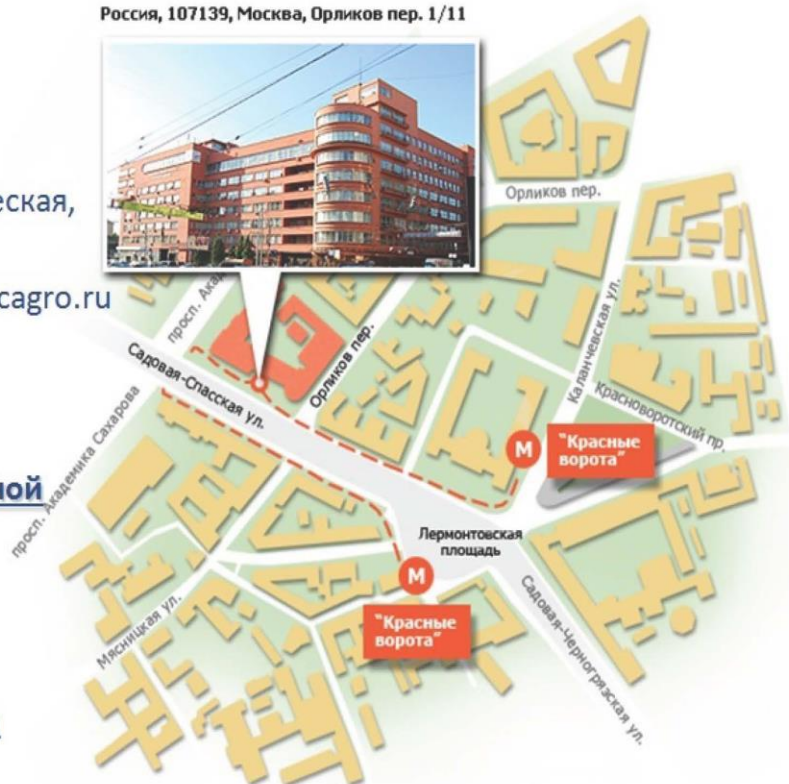 Россия, 107139, Москва, Орликов пер. 1/11
еская,
cagro.ru
ной
Орликов пер.
просп. Ака
Каланчевская ул.
Садовая-Спасская ул.
Орликов пер.
Красноворотский пр.
просп. Академика Сахарова
М
"Красные
ворота"
Лермонтовская
площадь
М
"Красные
ворота"
Мясницкая ул.
Садовая-Черногрязская ул.